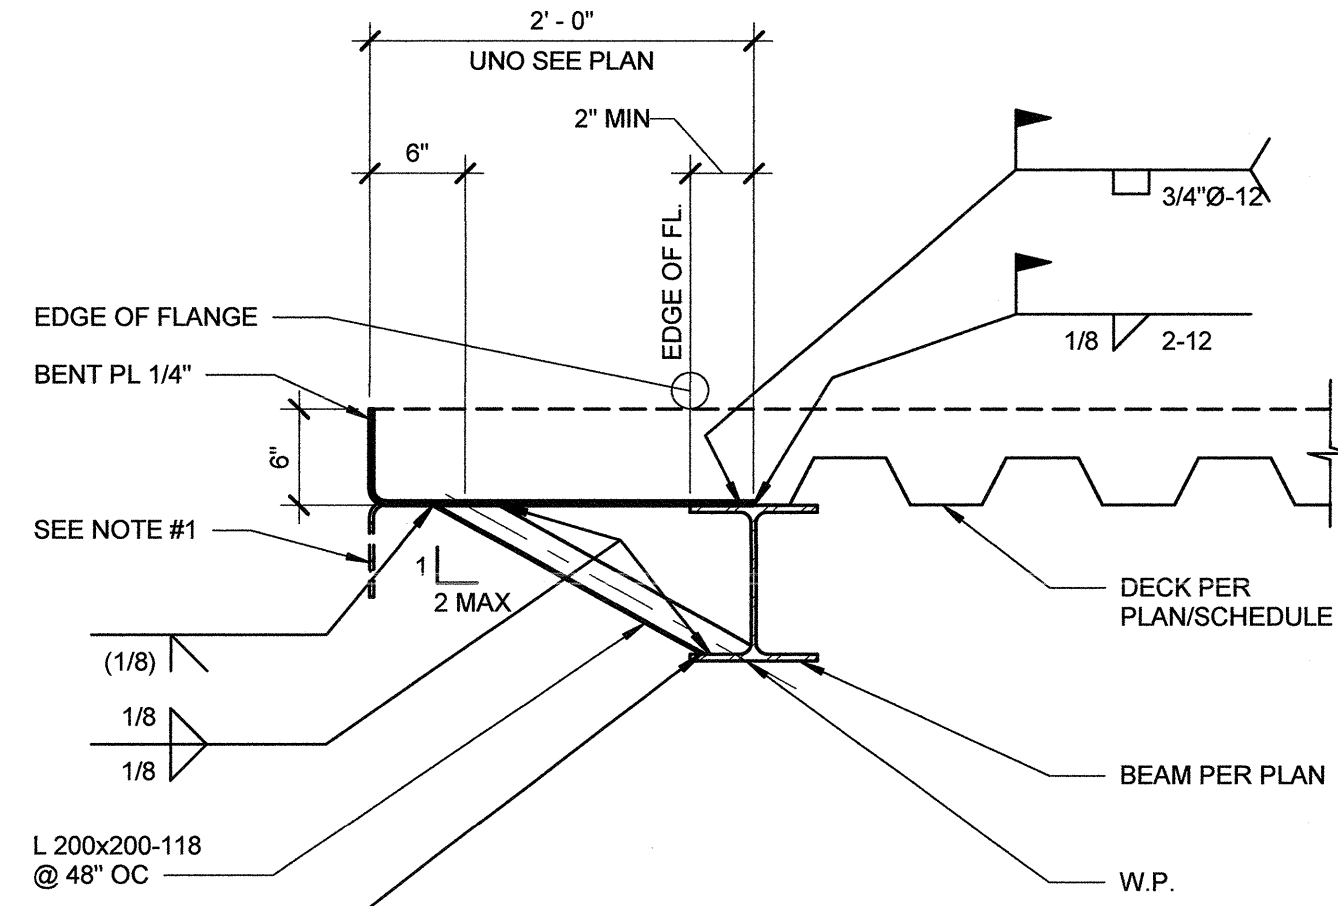 2' - 0"
UNO SEE PLAN
2" MIN
6"
3/4"Ø-12
EDGE OF FL.
EDGE OF FLANGE
1/8
2-12
BENT PL 1/4"
6"
SEE NOTE #1
1
2 MAX
DECK PER
PLAN/SCHEDULE
(1/8)
1/8
1/8
BEAM PER PLAN
L 200x200-118
@ 48" OC
W.P.